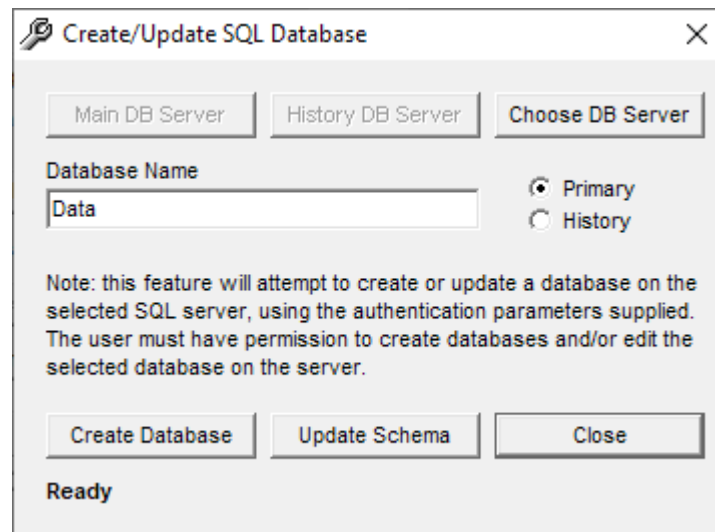 Create/Update SQL Database
Main DB Server
History DB Server
Choose DB Server
Database Name
Data
Primary
History
Note: this feature will attempt to create or update a database on the
selected SQL server, using the authentication parameters supplied.
The user must have permission to create databases and/or edit the
selected database on the server.
Create Database
Update Schema
Close
Ready